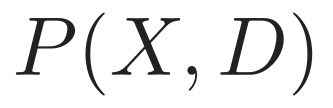 P(X, D)